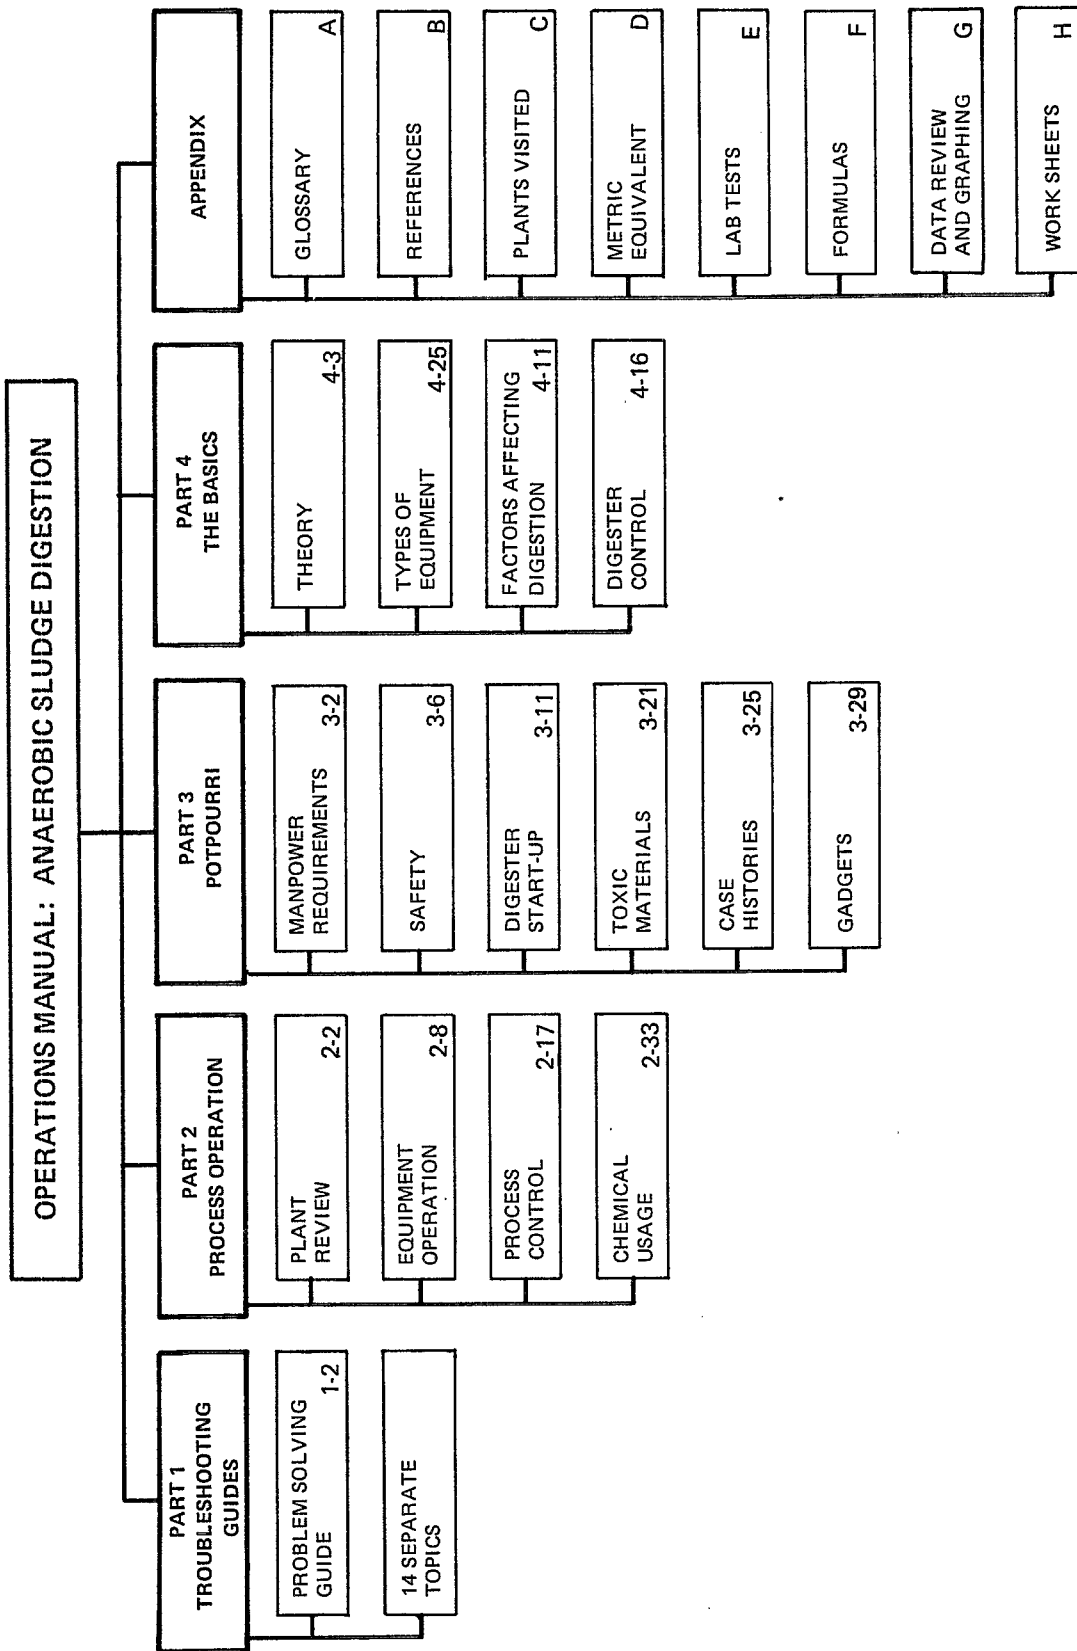 OPERATIONS MANUAL: ANAEROBIC SLUDGE DIGESTION
PART 1
TROUBLESHOOTING
GUIDES
PROBLEM SOLVING
GUIDE 1-2
14 SEPARATE
TOPICS
PART 2
PROCESS OPERATION
PLANT
REVIEW 2-2
EQUIPMENT
OPERATION 2-8
PROCESS
CONTROL 2-17
CHEMICAL
USAGE 2-33
PART 3
POTPOURRI
MANPOWER
REQUIREMENTS 3-2
SAFETY 3-6
DIGESTER
START-UP 3-11
TOXIC
MATERIALS 3-21
CASE
HISTORIES 3-25
GADGETS 3-29
PART 4
THE BASICS
THEORY 4-3
TYPES OF
EQUIPMENT 4-25
FACTORS AFFECTING
DIGESTION 4-11
DIGESTER
CONTROL 4-16
APPENDIX
GLOSSARY A
REFERENCES B
PLANTS VISITED C
METRIC
EQUIVALENT D
LAB TESTS E
FORMULAS F
DATA REVIEW
AND GRAPHING G
WORK SHEETS H